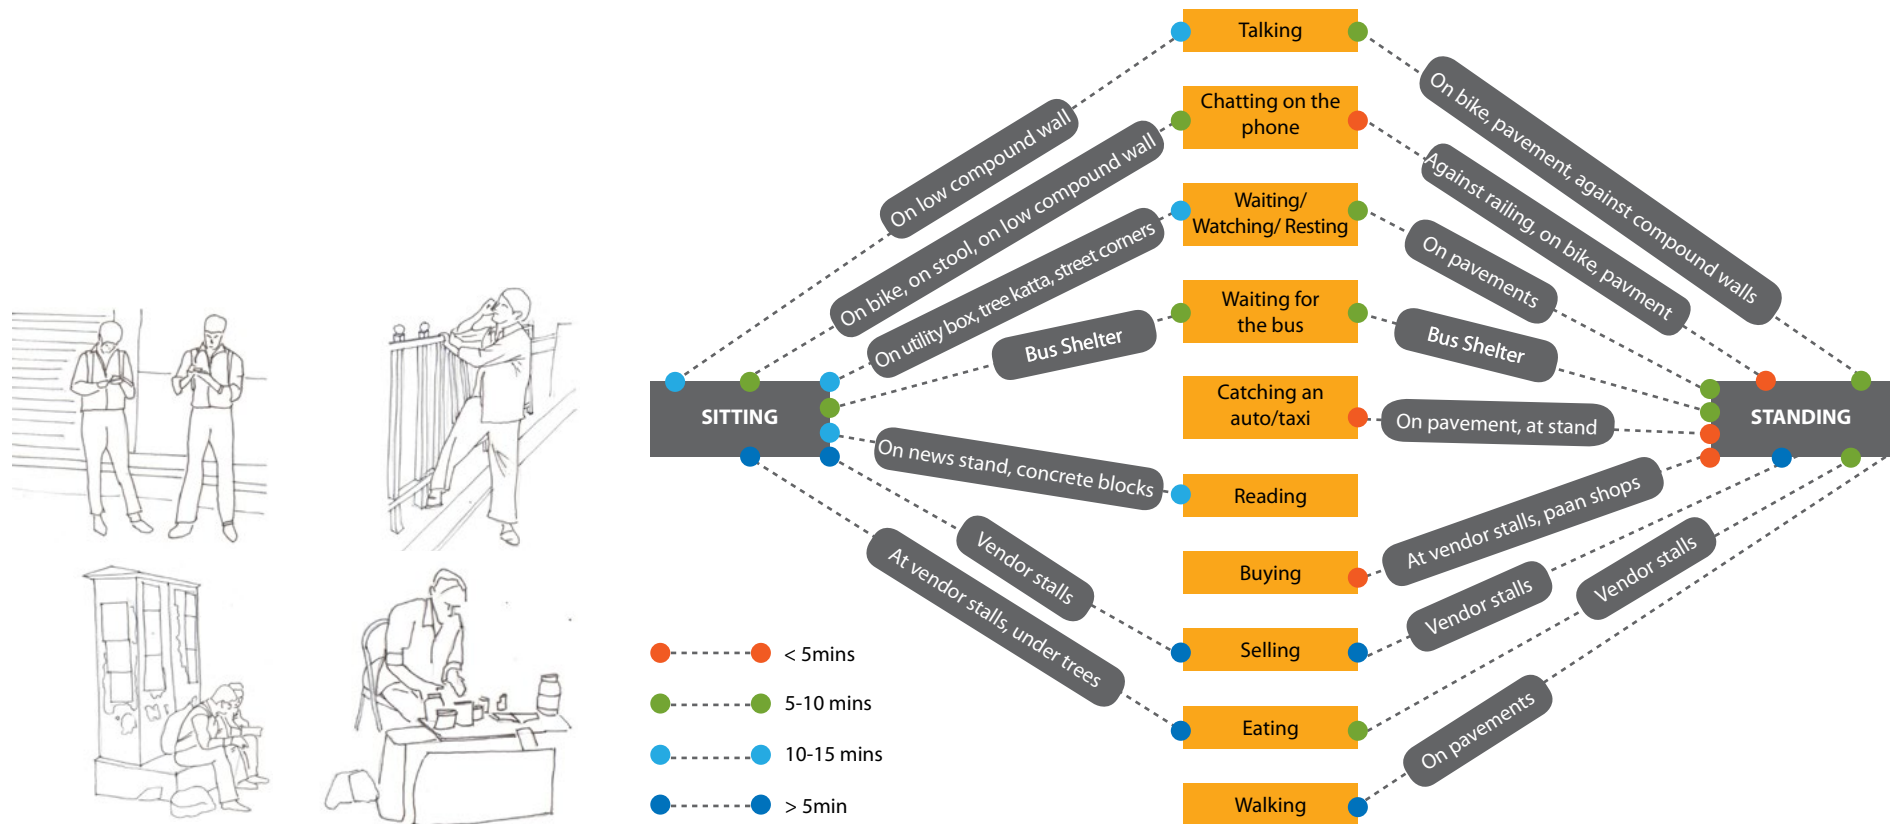 Talking
Chatting on the
phone
Waiting/
Watching/ Resting
Waiting for
the bus
Catching an
auto/taxi
Reading
Buying
Selling
Eating
Walking
SITTING
On low compound wall
On bike, on stool, on low compound wall
On utility box, tree katta, street corners
Bus Shelter
On news stand, concrete blocks
Vendor stalls
At vendor stalls, under trees
STANDING
On bike, pavement, against compound walls
Against railing, on bike, pavment
On pavements
Bus Shelter
On pavement, at stand
At vendor stalls, paan shops
Vendor stalls
Vendor stalls
On pavements
< 5mins
5-10 mins
10-15 mins
> 5min